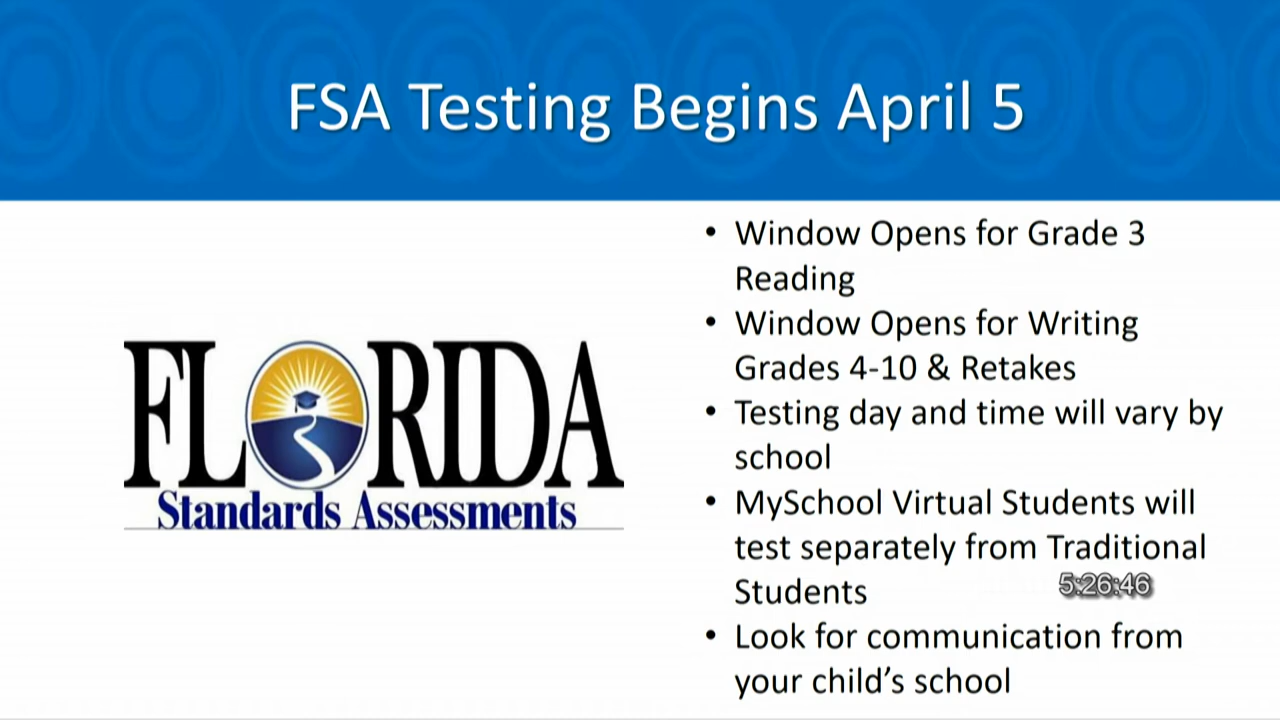 FSA Testing Begins April 5
• Window Opens for Grade 3
Reading
• Window Opens for Writing
Grades 4-10 & Retakes
• Testing day and time will vary by
school
• MySchool Virtual Students will
test separately from Traditional
Students
5:26:46
• Look for communication from
your child's school
FLORIDA
Standards Assessments